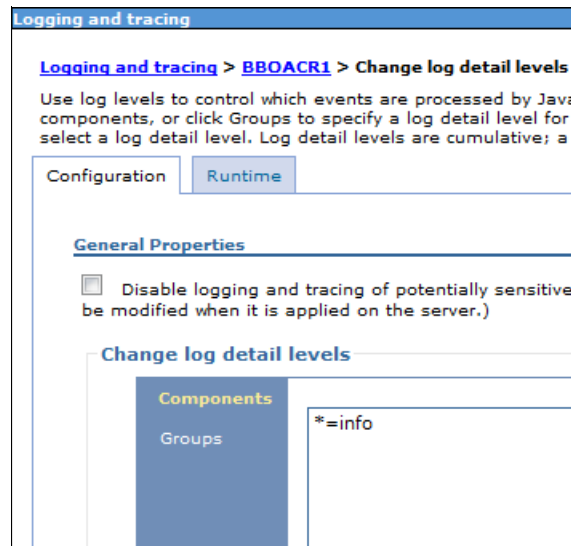 Logging and tracing
Logging and tracing > BBOACR1 > Change log detail levels
Use log levels to control which events are processed by Java
components, or click Groups to specify a log detail level for
select a log detail level. Log detail levels are cumulative; a
Configuration Runtime
General Properties
Disable logging and tracing of potentially sensitive
be modified when it is applied on the server.)
Change log detail levels
Components
Groups
*=info